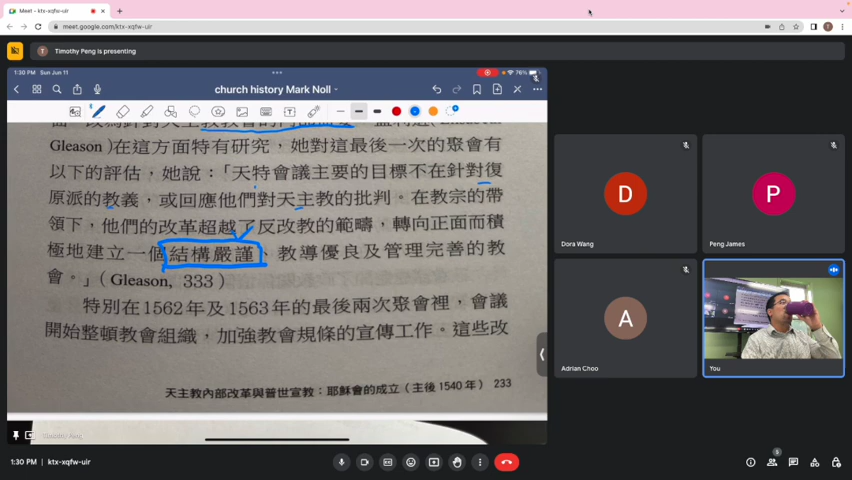 Meet - ktx-xqfw-uir
meet.google.com/ktx-xqfw-uir
T
Timothy Peng is presenting
1:30 PM Sun Jun 11
76%
church history Mark Noll
Gleason)在這方面特有研究,她對這最後一次的聚會有
以下的評估,她說:「天特會議主要的目標不在針對復
原派的教義,或回應他們對天主教的批判。在教宗的帶
領下,他們的改革超越了反改教的範疇,轉向正面而積
極地建立一個結構嚴謹、教導優良及管理完善的教
會。」(Gleason, 333)
特別在1562年及1563年的最後兩次聚會裡,會議
開始整頓教會組織,加強教會規條的宣傳工作。這些改
天主教內部改革與普世宣教:耶穌會的成立(主後1540年) 233
Timothy Peng
D
Dora Wang
P
Peng James
A
Adrian Choo
You
1:30 PM | ktx-xqfw-uir